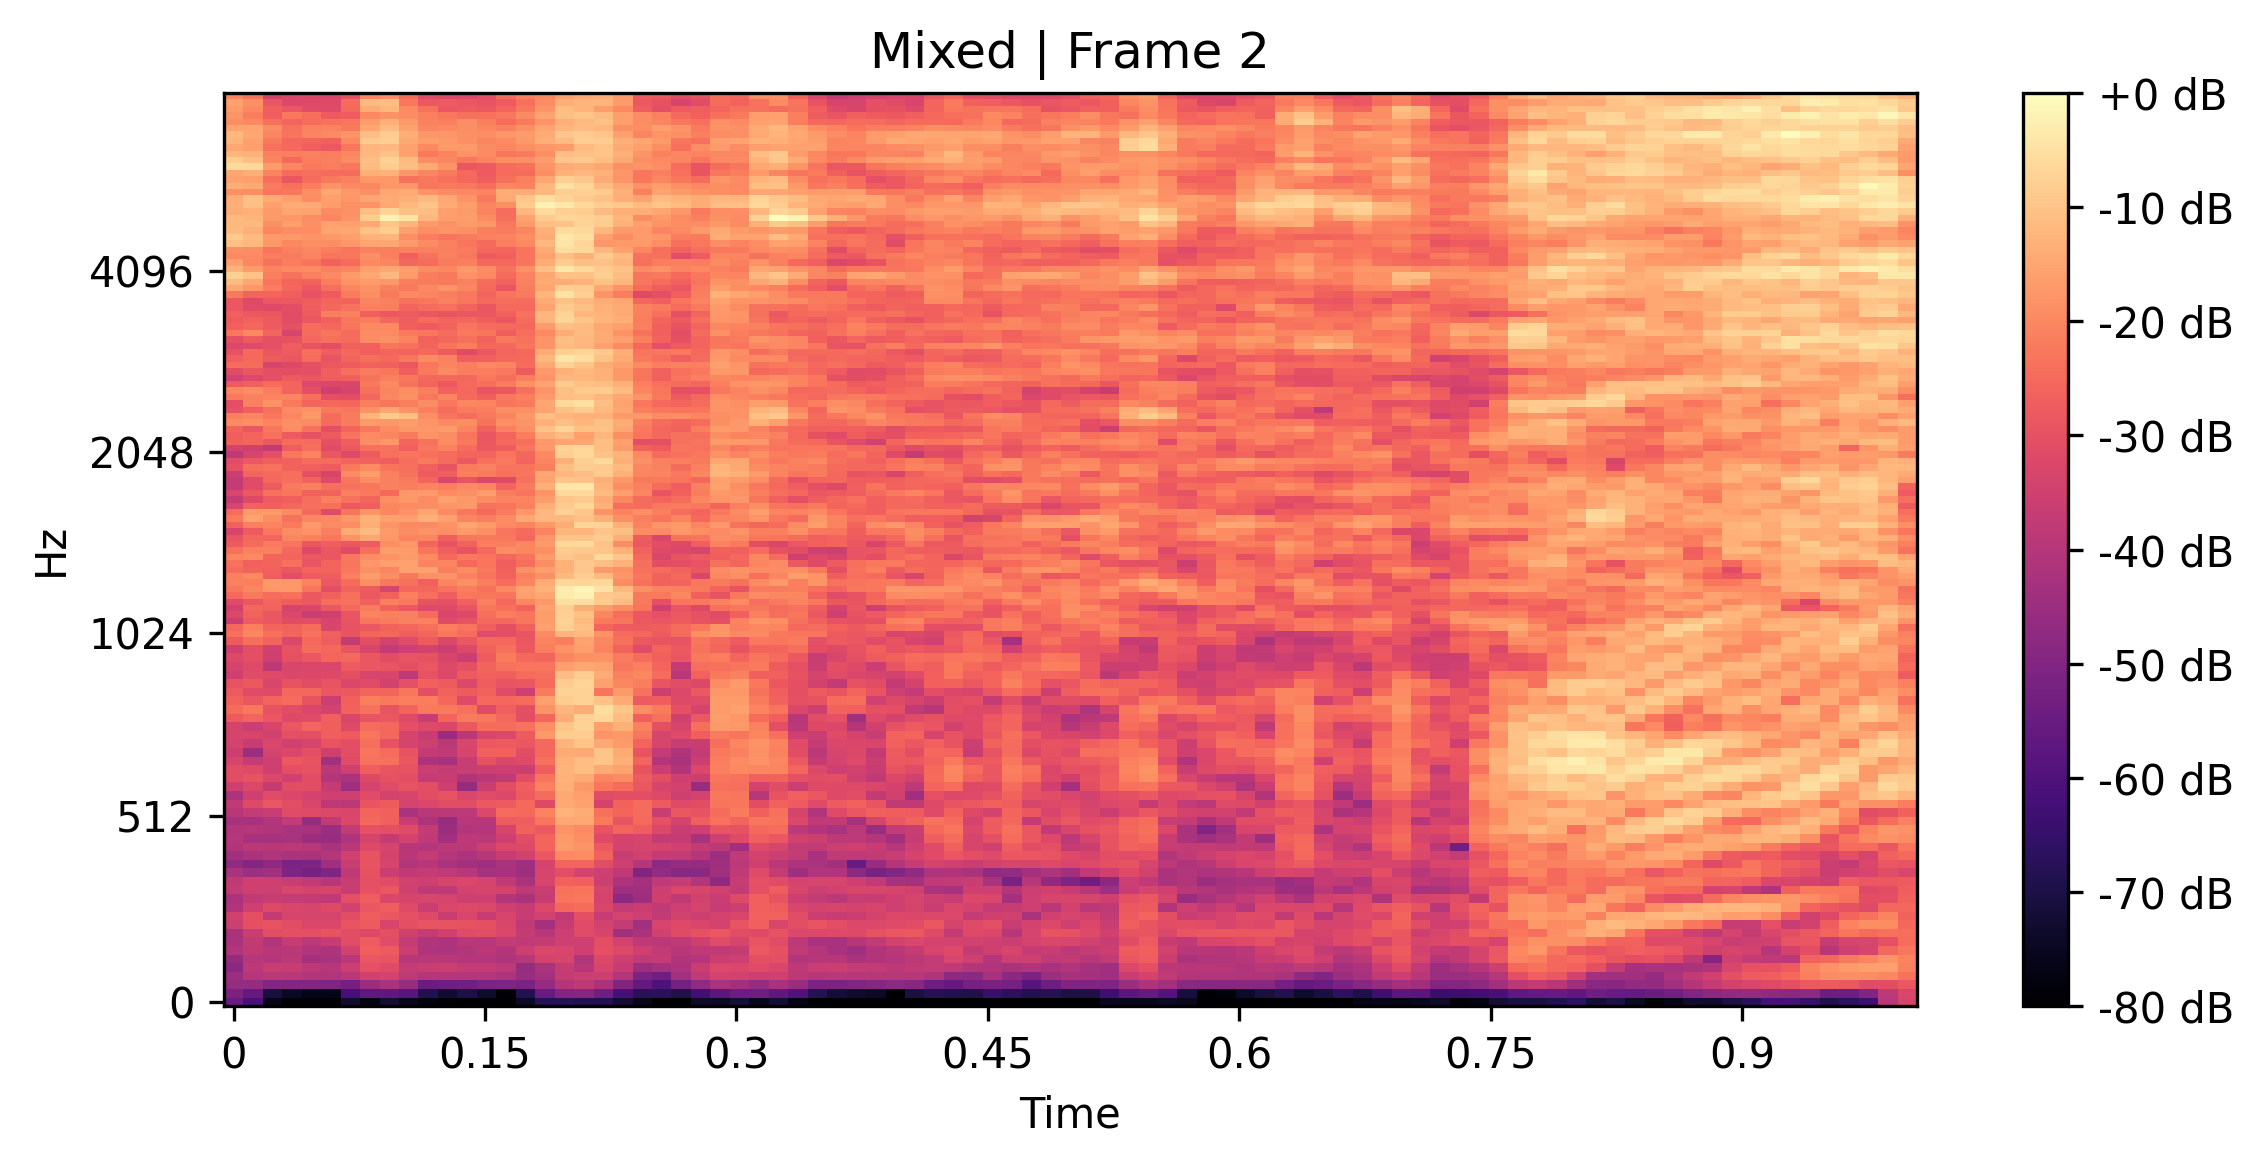 Mixed | Frame 2
+0 dB
-10 dB
-20 dB
-30 dB
-40 dB
-50 dB
-60 dB
-70 dB
-80 dB
4096
2048
1024
512
0
Hz
0 0.15 0.3 0.45 0.6 0.75 0.9
Time